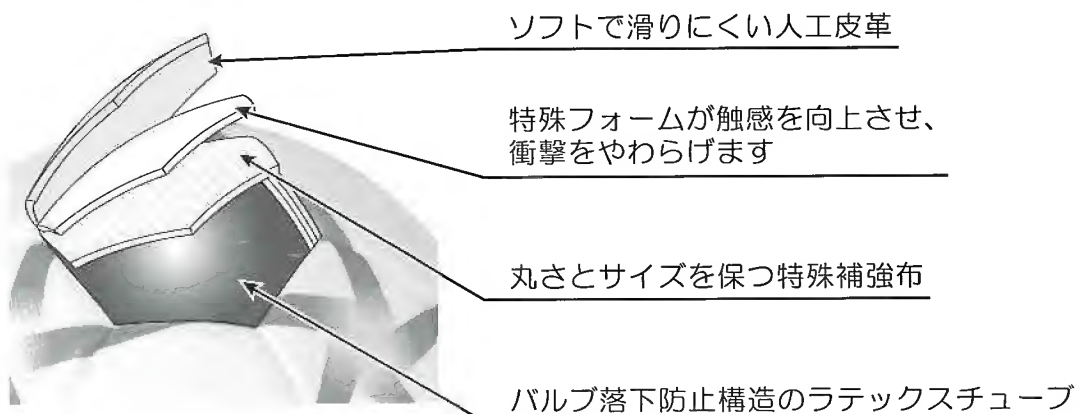 ソフトで滑りにくい人工皮革
特殊フォームが触感を向上させ、
衝撃をやわらげます
丸さとサイズを保つ特殊補強布
バルブ落下防止構造のラテックスチューブ